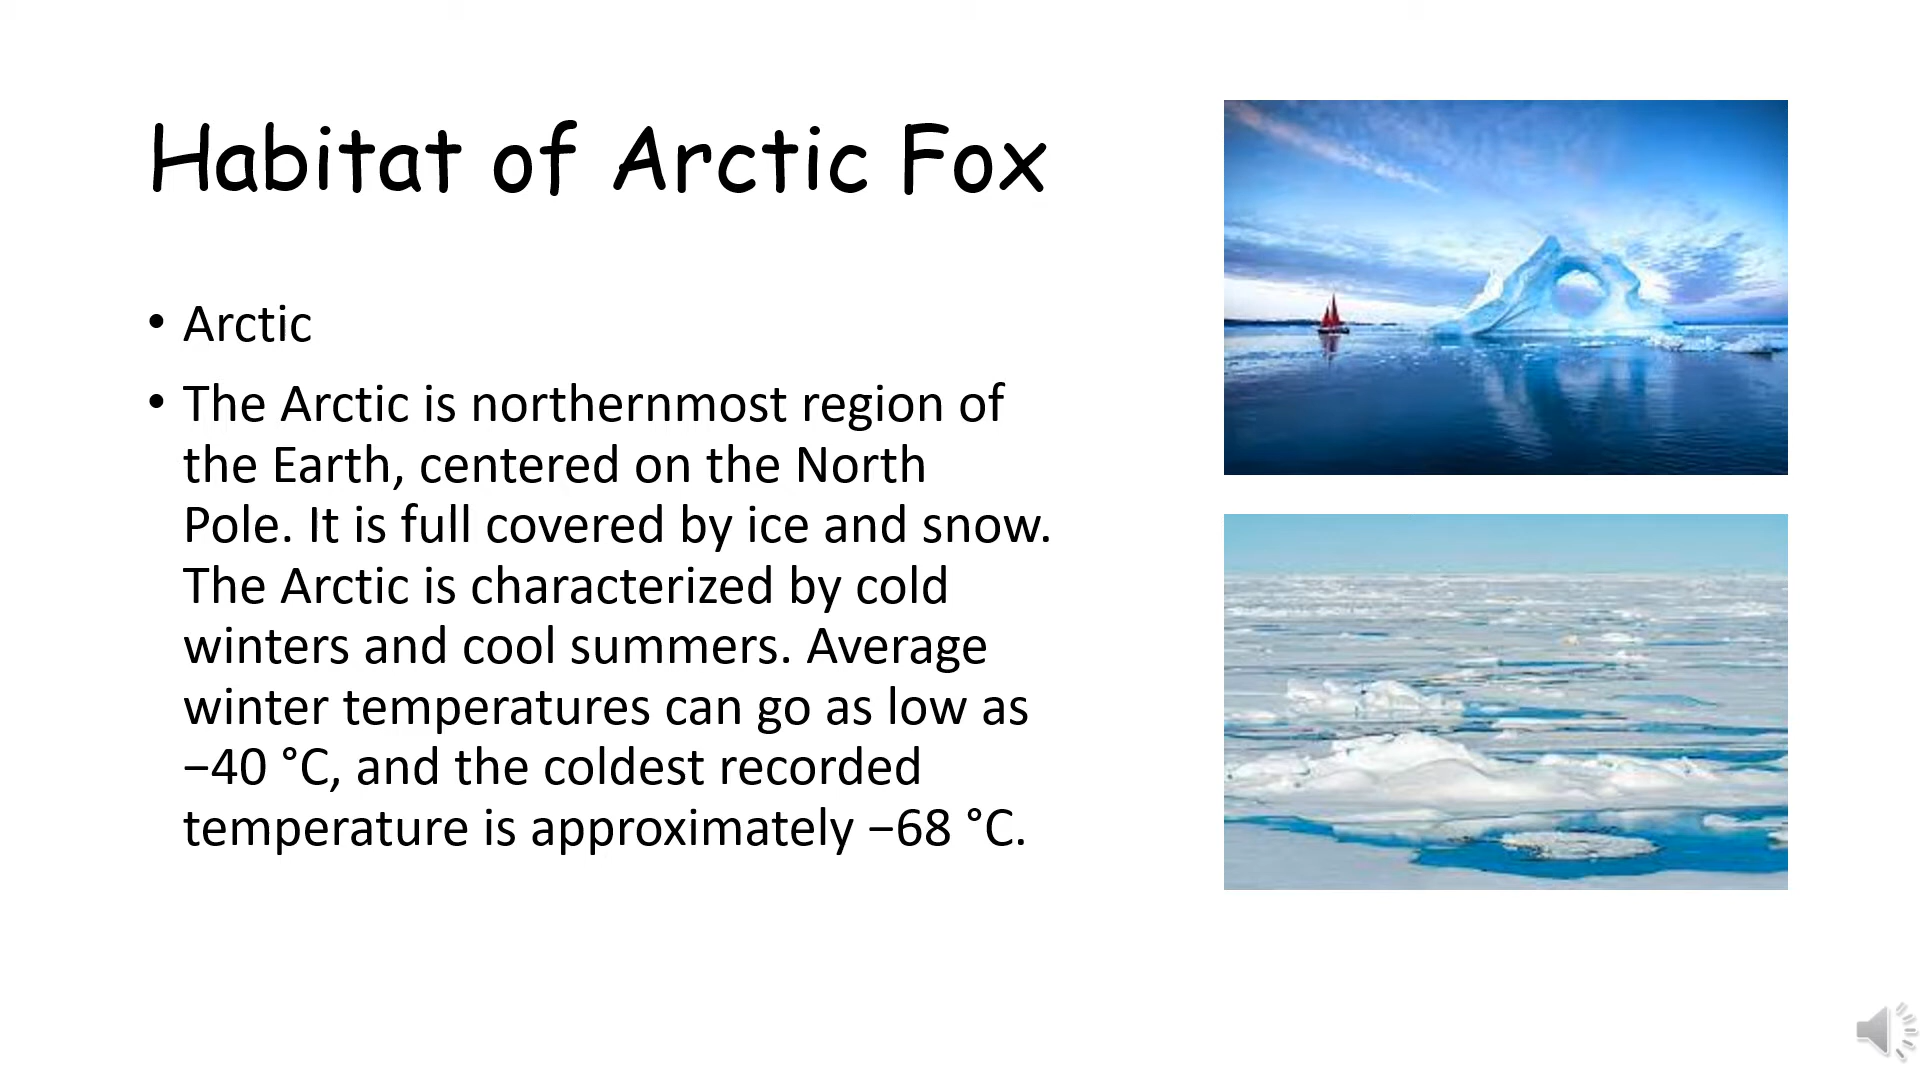 Habitat of Arctic Fox
• Arctic
• The Arctic is northernmost region of
the Earth, centered on the North
Pole. It is full covered by ice and snow.
The Arctic is characterized by cold
winters and cool summers. Average
winter temperatures can go as low as
−40 °C, and the coldest recorded
temperature is approximately −68 °C.